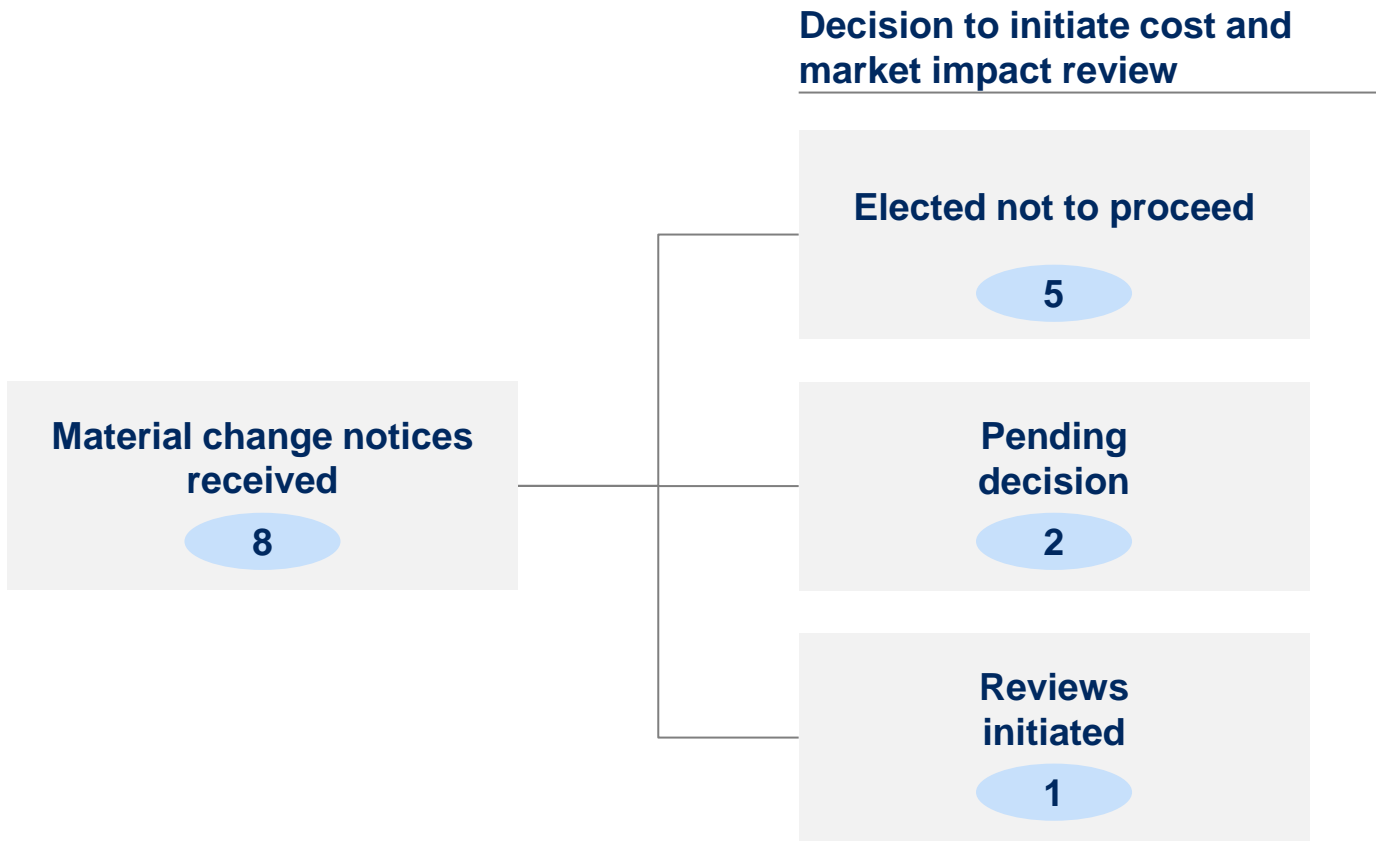 Decision to initiate cost and
market impact review
Elected not to proceed
5
Material change notices
received
8
Pending
decision
2
Reviews
initiated
1